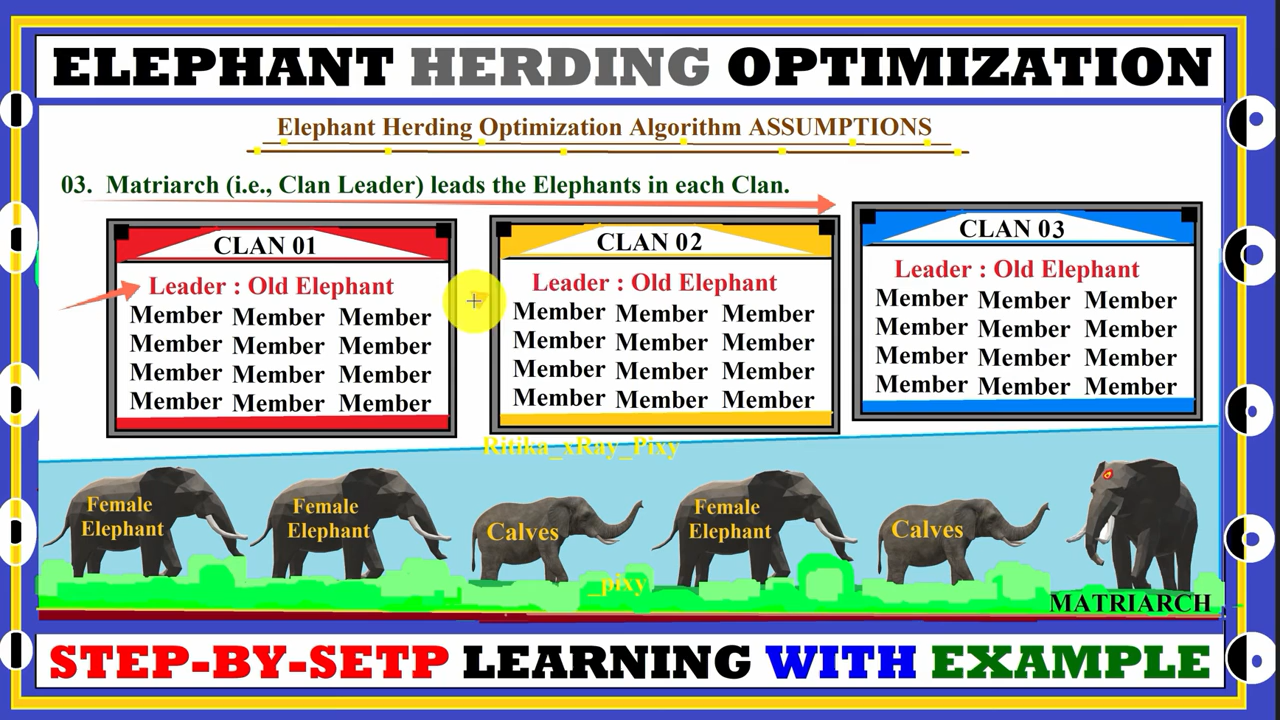 ELEPHANT HERDING OPTIMIZATION
Elephant Herding Optimization Algorithm ASSUMPTIONS
03. Matriarch (i.e., Clan Leader) leads the Elephants in each Clan.
CLAN 01
Leader : Old Elephant
Member Member Member
Member Member Member
Member Member Member
Member Member Member
CLAN 02
Leader : Old Elephant
Member Member Member
Member Member Member
Member Member Member
Member Member Member
CLAN 03
Leader : Old Elephant
Member Member Member
Member Member Member
Member Member Member
Member Member Member
Ritika_xRay_Pixy
Female
Elephant
Female
Elephant
Calves
Female
Elephant
Calves
_pixy
MATRIARCH
STEP-BY-SETP LEARNING WITH EXAMPLE